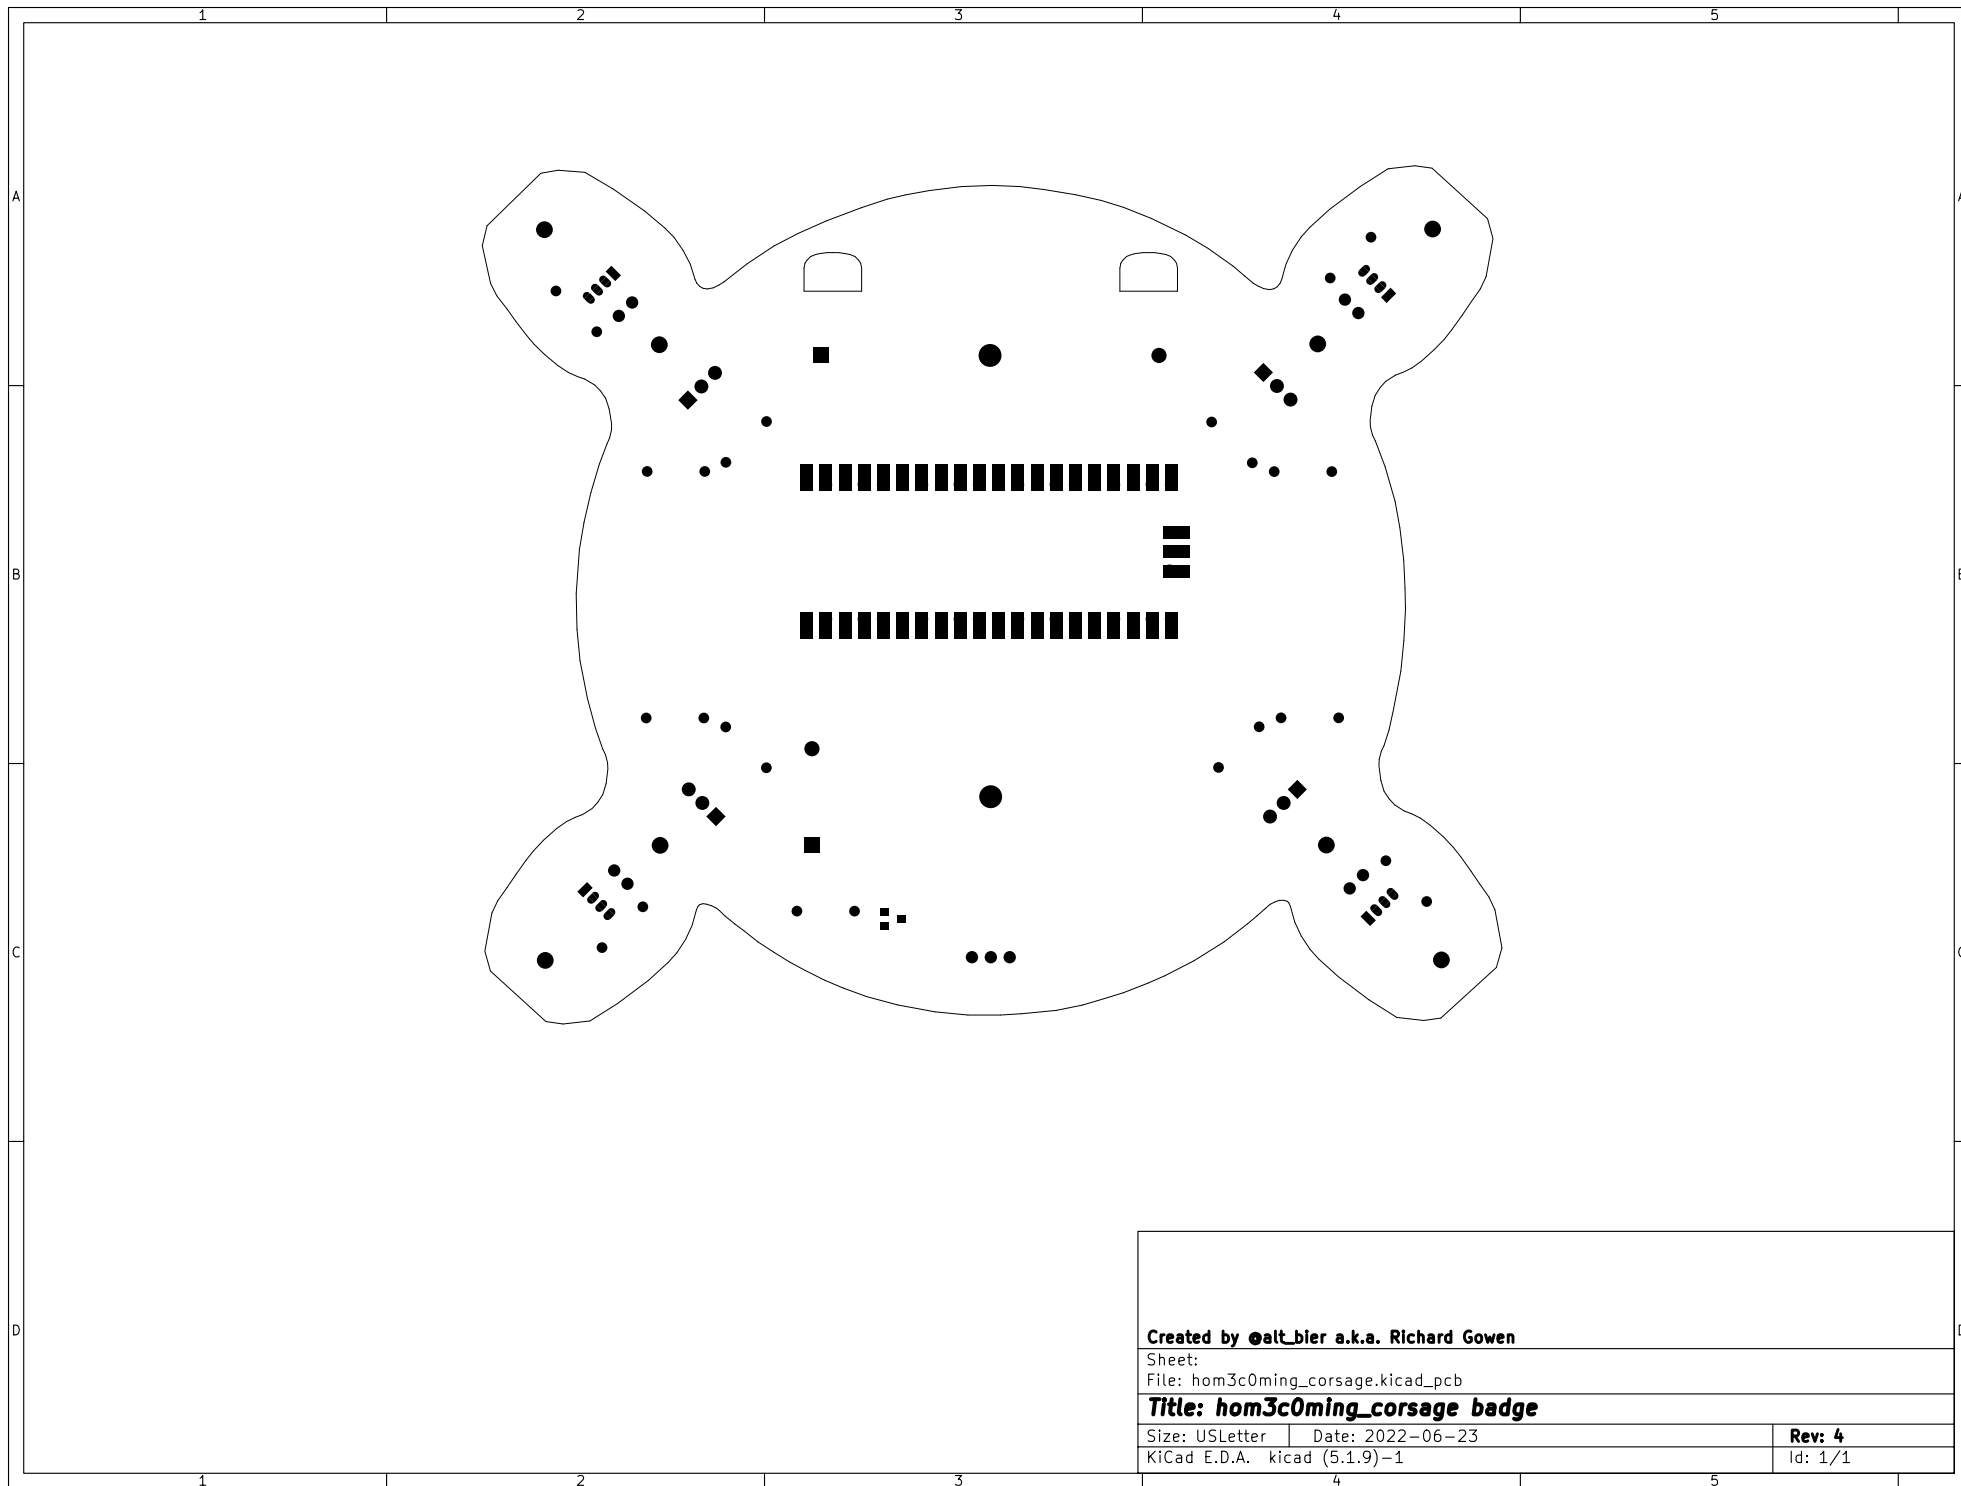 1 2 3 4 5
A A
B B
C C
D D
Created by @alt_bier a.k.a. Richard Gowen
Sheet:
File: hom3c0ming_corsage.kicad_pcb
Title: hom3c0ming_corsage badge
Size: USLetter Date: 2022-06-23 Rev: 4
KiCad E.D.A. kicad (5.1.9)-1 Id: 1/1
1 2 3 4 5